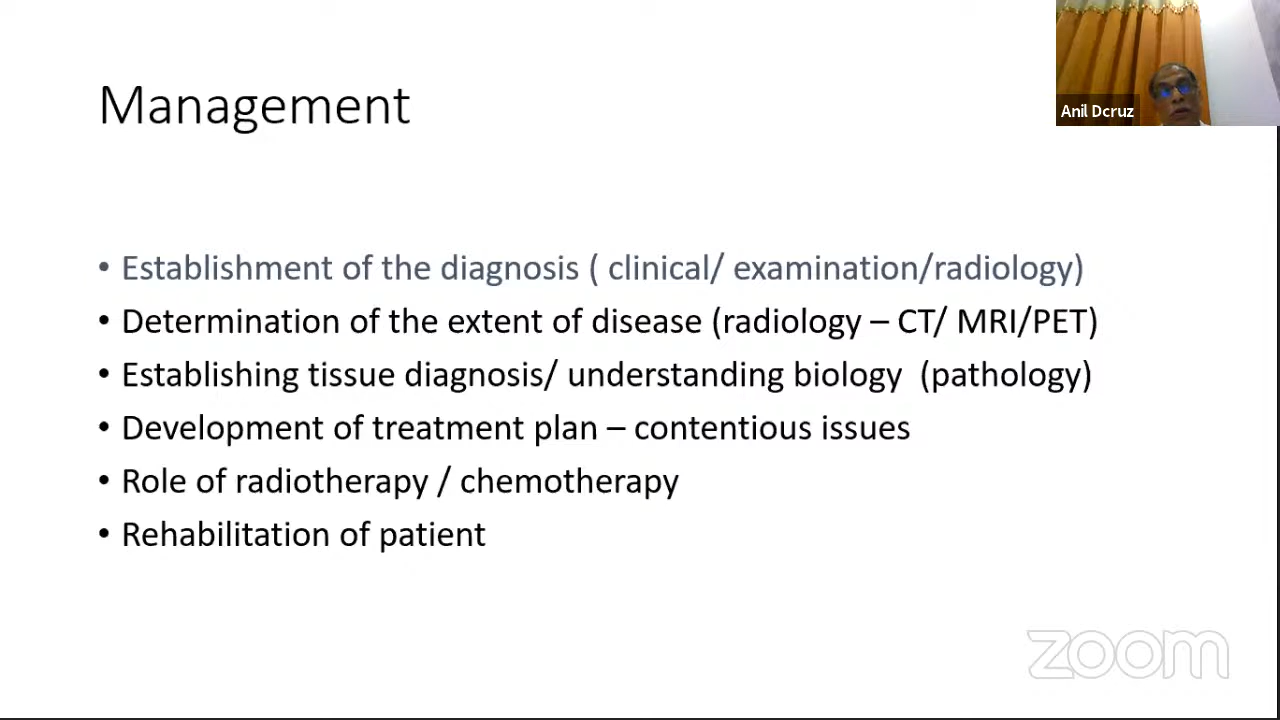 Management
Anil Dcruz
• Establishment of the diagnosis ( clinical/ examination/radiology)
• Determination of the extent of disease (radiology – CT/ MRI/PET)
• Establishing tissue diagnosis/ understanding biology  (pathology)
• Development of treatment plan – contentious issues
• Role of radiotherapy / chemotherapy
• Rehabilitation of patient
zoom